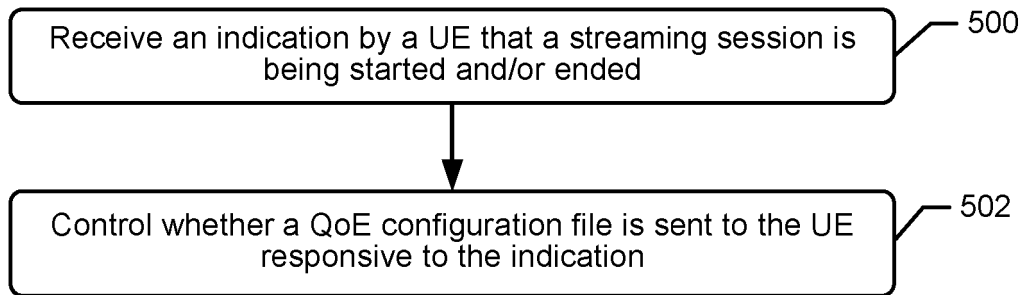 Receive an indication by a UE that a streaming session is
being started and/or ended
500
Control whether a QoE configuration file is sent to the UE
responsive to the indication
502